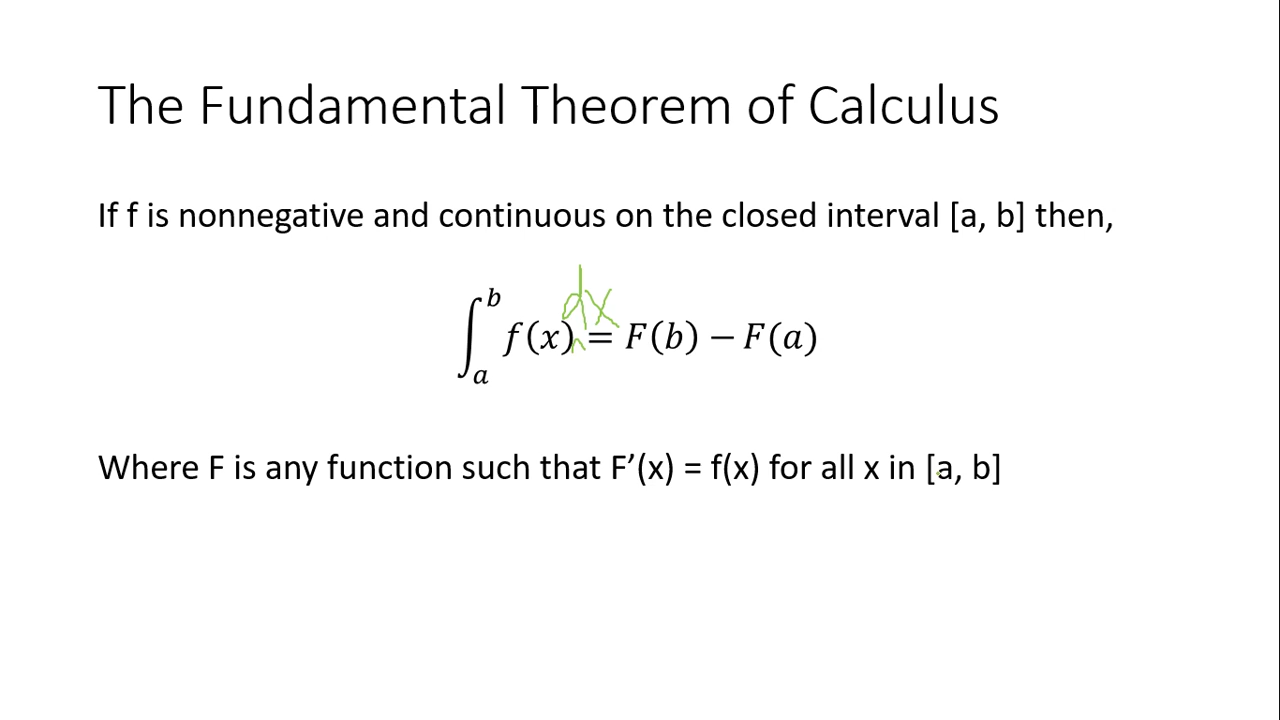 The Fundamental Theorem of Calculus
If f is nonnegative and continuous on the closed interval [a, b] then,
∫_a^b f(x) dx = F(b) − F(a)
Where F is any function such that F’(x) = f(x) for all x in [a, b]